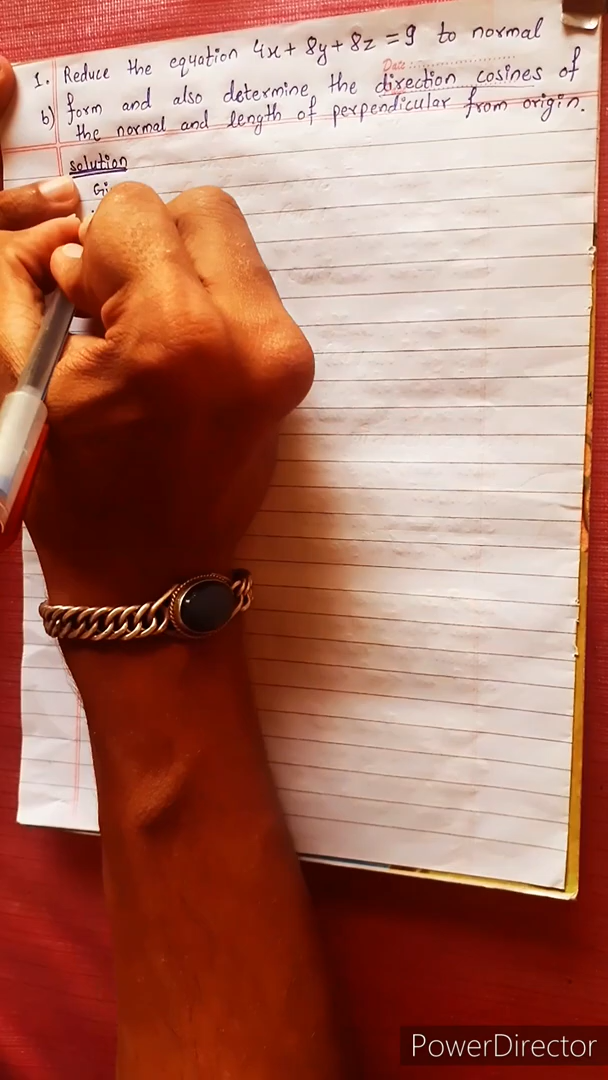 1. Reduce the equation 4x + 8y + 8z = 9 to normal
Date :
b) form and also determine the direction cosines of
the normal and length of perpendicular from origin.
solution
Gi
PowerDirector